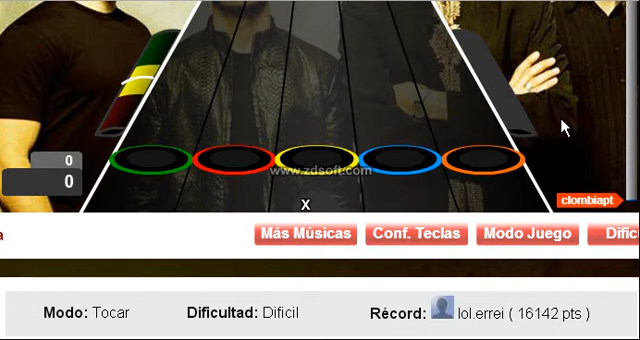 0
0
www.zdsoft.com
X
clombiapt
a
Más Músicas
Conf. Teclas
Modo Juego
Dific
Modo: Tocar
Dificultad: Dificil
Récord: lol.errei ( 16142 pts )